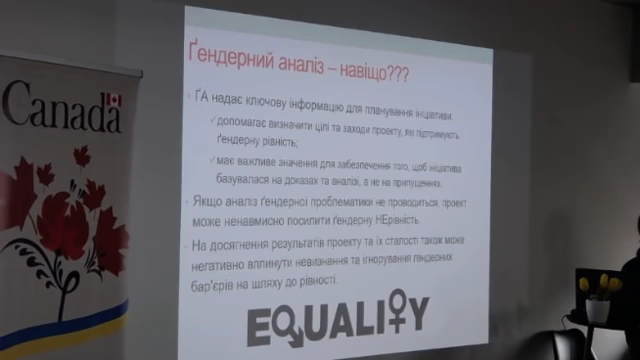 Canada
Ґендерний аналіз – навіщо???
ҐА надає ключову інформацію для планування ініціативи:
допомагає визначити цілі та заходи проекту, які підтримують
ґендерну рівність;
має важливе значення для забезпечення того, щоб ініціатива
базувалася на доказах та аналізі, а не на припущеннях.
Якщо аналіз ґендерної проблематики не проводиться, проект
може ненавмисно посилити ґендерну НЕрівність.
На досягнення результатів проекту та їх сталості також може
негативно вплинути невизнання та ігнорування гендерних
бар'єрів на шляху до рівності.
EQUALITY